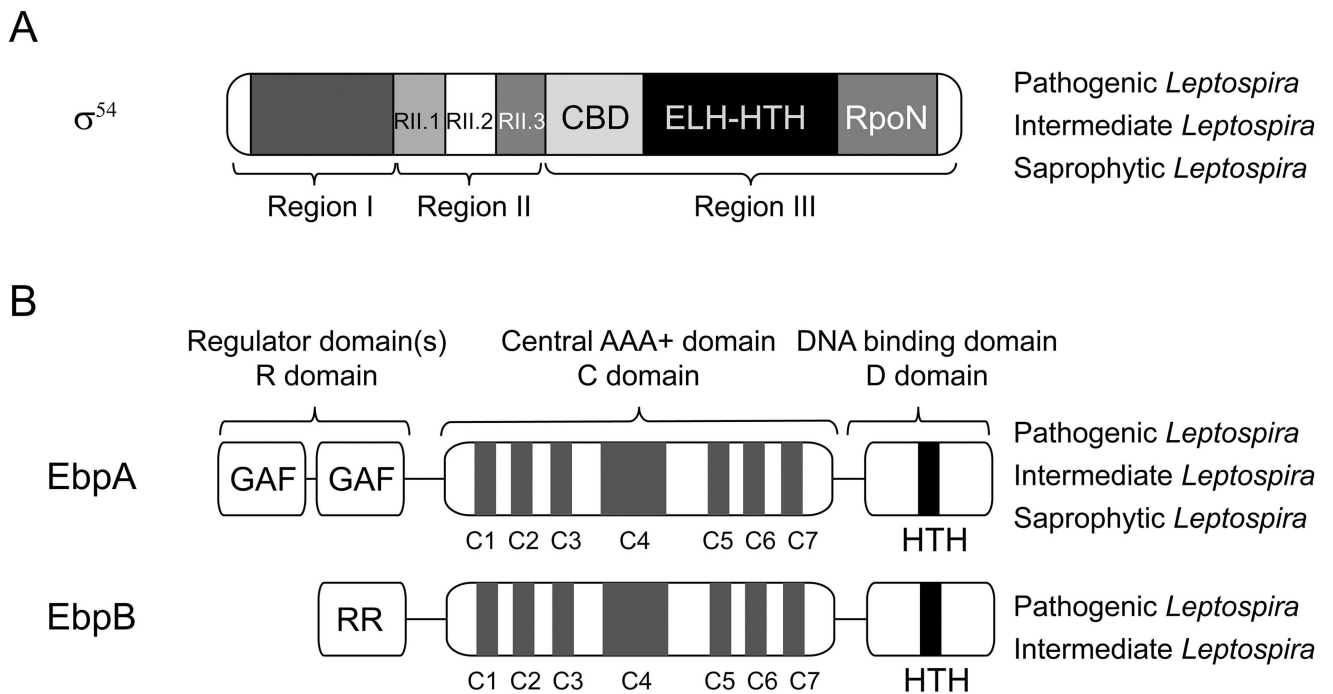 A
σ54
RII.1 RII.2 RII.3 CBD ELH-HTH RpoN
Region I Region II Region III
Pathogenic Leptospira
Intermediate Leptospira
Saprophytic Leptospira
B
Regulator domain(s)
R domain
Central AAA+ domain
C domain
DNA binding domain
D domain
EbpA
GAF GAF
C1 C2 C3 C4 C5 C6 C7
HTH
Pathogenic Leptospira
Intermediate Leptospira
Saprophytic Leptospira
EbpB
RR
C1 C2 C3 C4 C5 C6 C7
HTH
Pathogenic Leptospira
Intermediate Leptospira